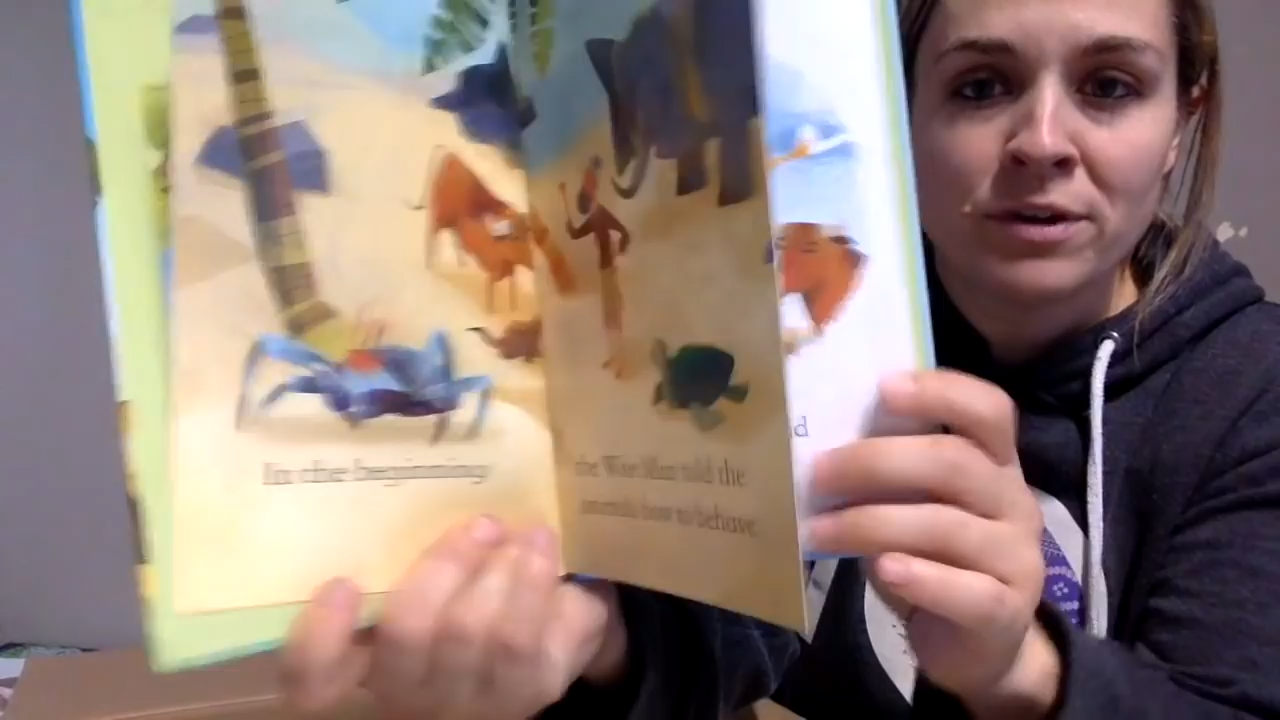 In the beginning
the Wise Man told the
animals how to behave.
d